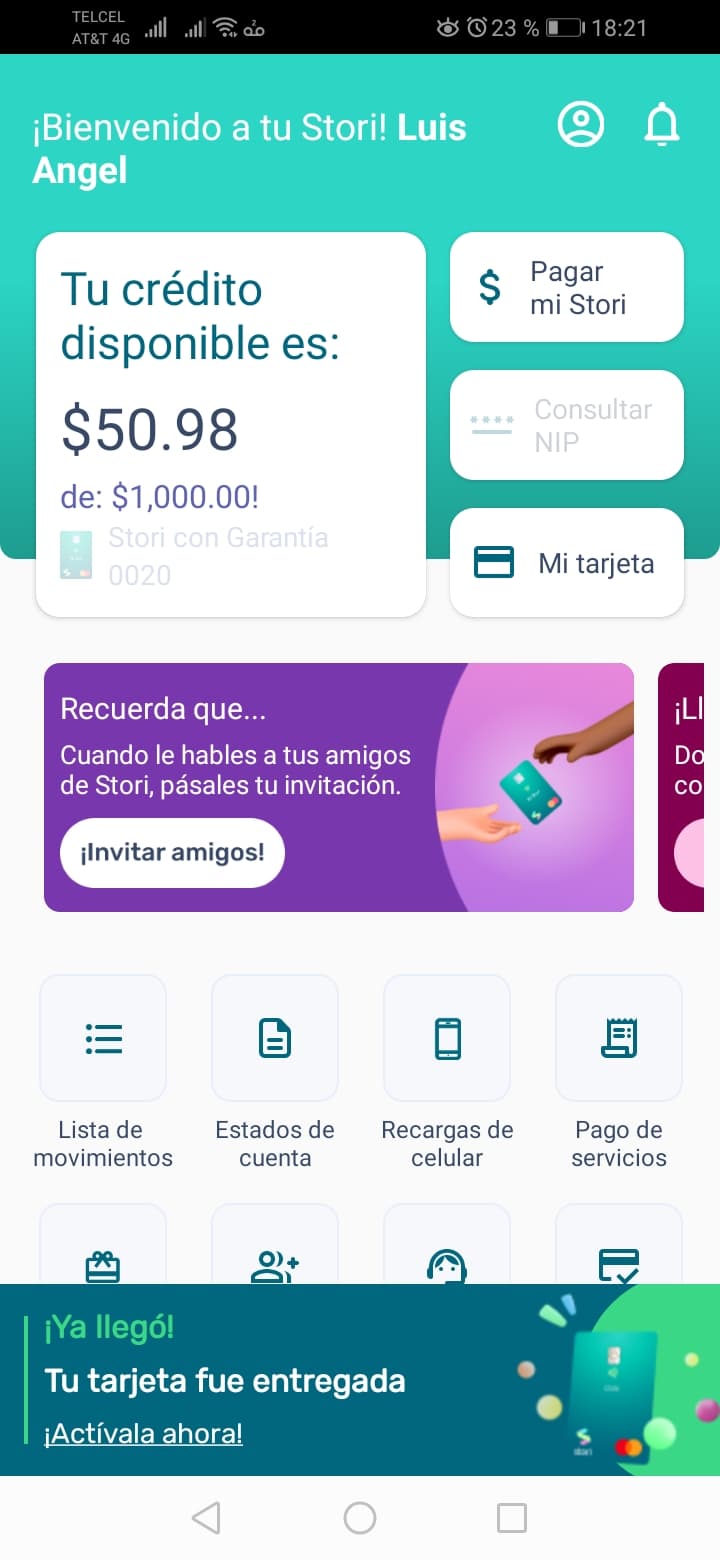 TELCEL
AT&T 4G
23 %
18:21
¡Bienvenido a tu Stori! Luis
Angel
Tu crédito
disponible es:
$50.98
de: $1,000.00!
Stori con Garantía
0020
$
Pagar
mi Stori
****
Consultar
NIP
Mi tarjeta
Recuerda que...
Cuando le hables a tus amigos
de Stori, pásales tu invitación.
¡Invitar amigos!
Do
co
Lista de
movimientos
Estados de
cuenta
Recargas de
celular
Pago de
servicios
¡Ya llegó!
Tu tarjeta fue entregada
¡Actívala ahora!
stori